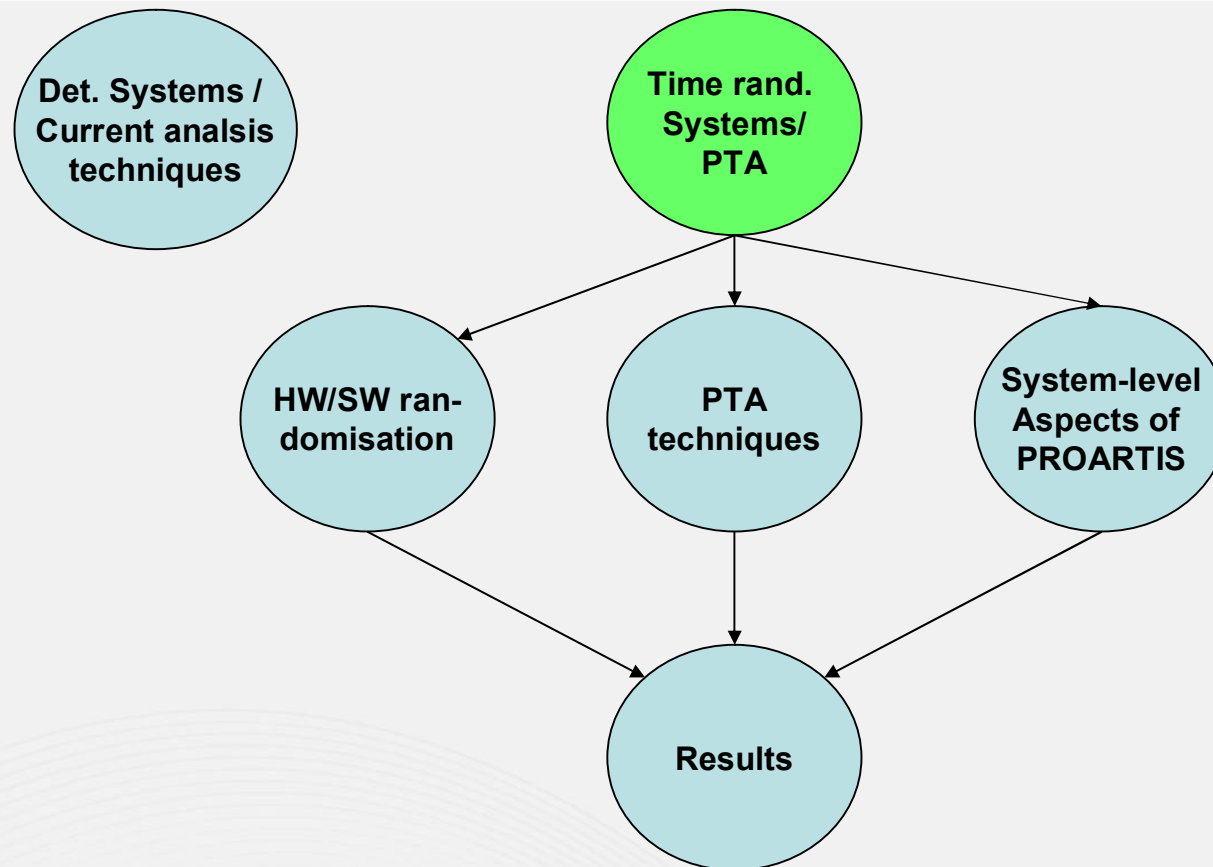 Det. Systems /
Current analsis
techniques
Time rand.
Systems/
PTA
HW/SW ran-
domisation
PTA
techniques
System-level
Aspects of
PROARTIS
Results